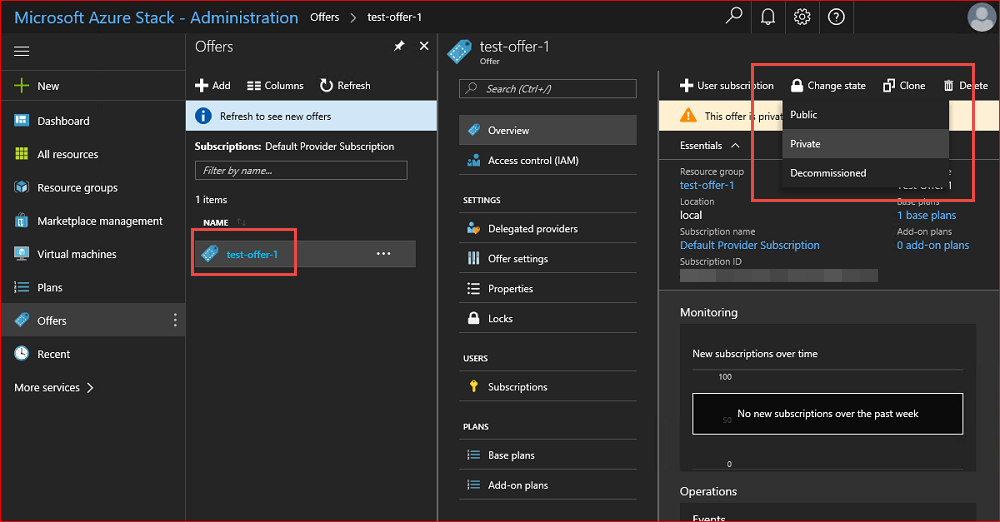 Microsoft Azure Stack - Administration Offers > test-offer-1
New
Dashboard
All resources
Resource groups
Marketplace management
Virtual machines
Plans
Offers
Recent
More services
Offers
Add Columns Refresh
Refresh to see new offers
Subscriptions: Default Provider Subscription
Filter by name...
1 items
NAME
test-offer-1
test-offer-1
Offer
Search (Ctrl+/)
Overview
Access control (IAM)
SETTINGS
Delegated providers
Offer settings
Properties
Locks
USERS
Subscriptions
PLANS
Base plans
Add-on plans
User subscription Change state Clone Delete
Public
Private
Decommissioned
This offer is
Essentials
Resource group
test-offer-1
Location
local
Subscription name
Default Provider Subscription
Subscription ID
Base plans
1 base plans
Add-on plans
0 add-on plans
Monitoring
New subscriptions over time
100
50
0
No new subscriptions over the past week
Operations
Events